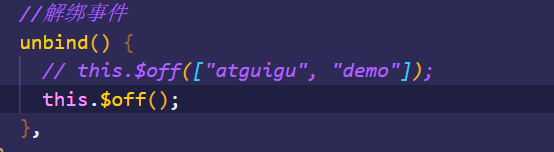 //解绑事件
unbind() {
// this.$off(["atguigu", "demo"]);
this.$off();
},